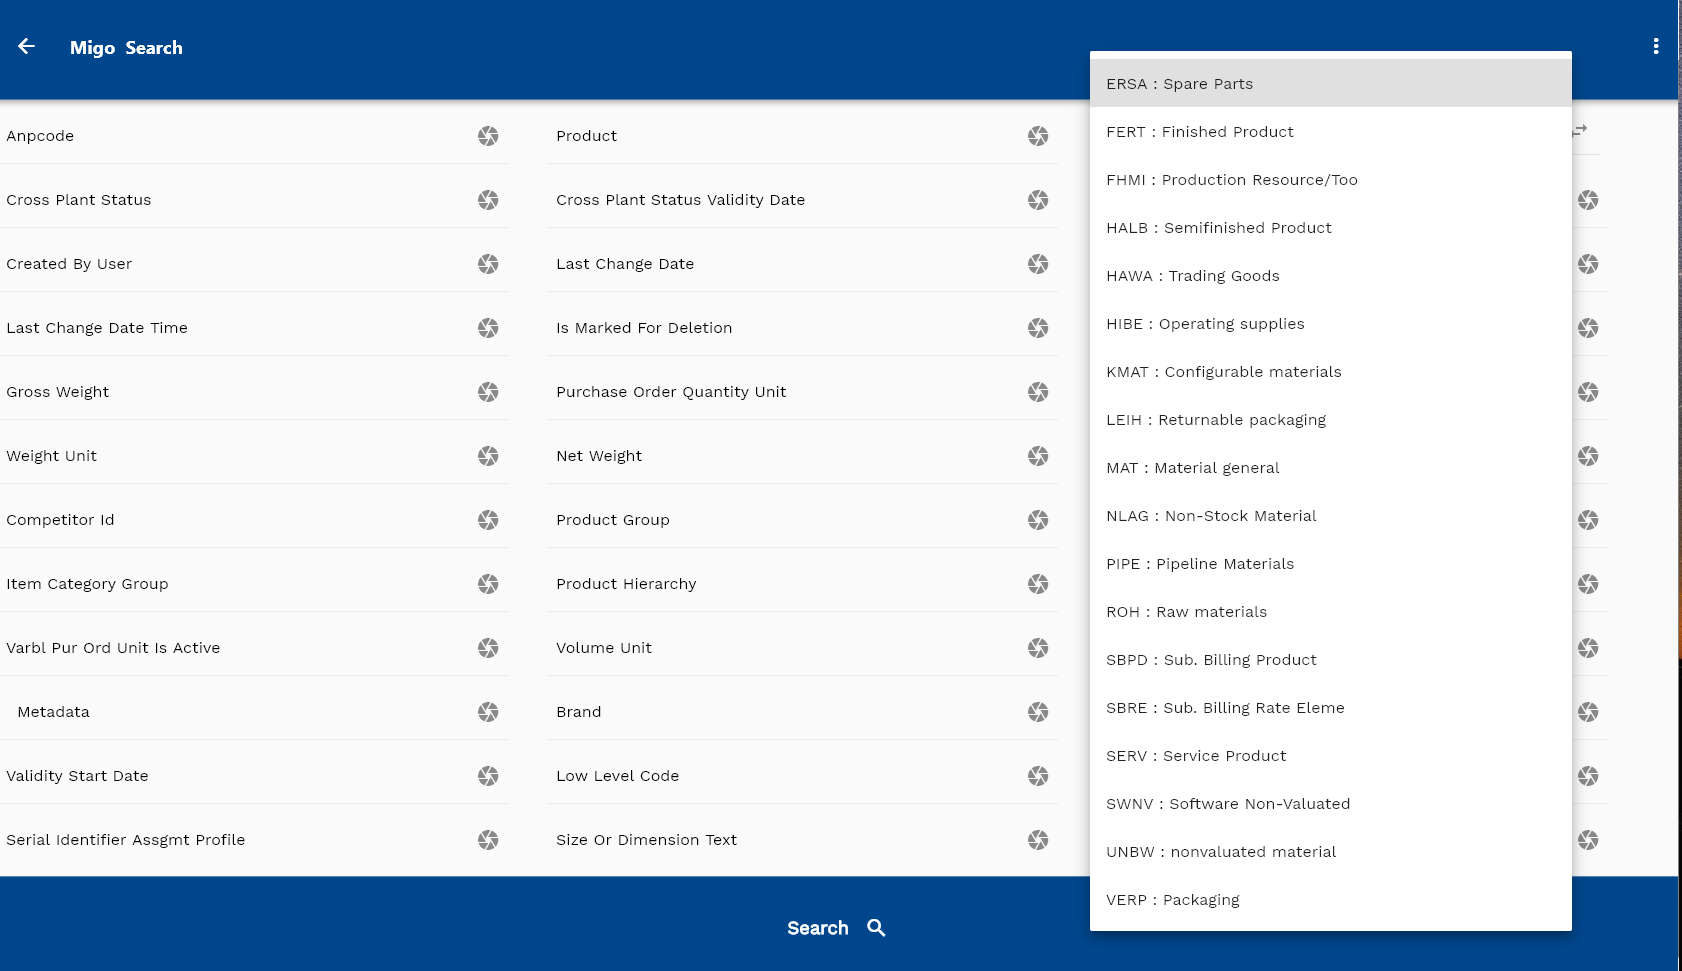 Migo Search
Anpcode
Product
Cross Plant Status
Cross Plant Status Validity Date
Created By User
Last Change Date
Last Change Date Time
Is Marked For Deletion
Gross Weight
Purchase Order Quantity Unit
Weight Unit
Net Weight
Competitor Id
Product Group
Item Category Group
Product Hierarchy
Varbl Pur Ord Unit Is Active
Volume Unit
Metadata
Brand
Validity Start Date
Low Level Code
Serial Identifier Assgmt Profile
Size Or Dimension Text
ERSA : Spare Parts
FERT : Finished Product
FHMI : Production Resource/Too
HALB : Semifinished Product
HAWA : Trading Goods
HIBE : Operating supplies
KMAT : Configurable materials
LEIH : Returnable packaging
MAT : Material general
NLAG : Non-Stock Material
PIPE : Pipeline Materials
ROH : Raw materials
SBPD : Sub. Billing Product
SBRE : Sub. Billing Rate Eleme
SERV : Service Product
SWNV : Software Non-Valuated
UNBW : nonvaluated material
VERP : Packaging
Search